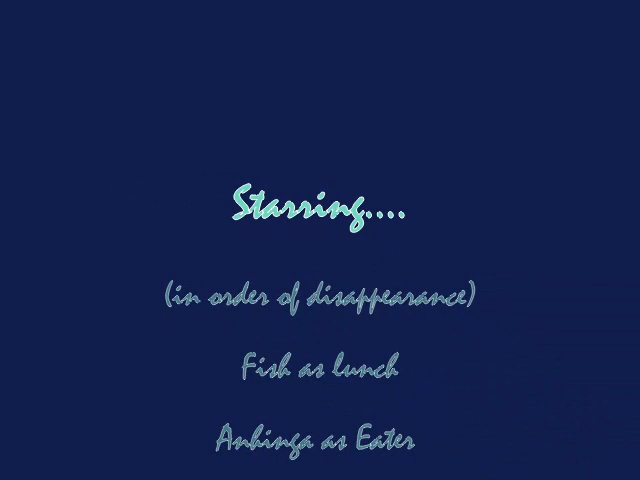 Starring....
(in order of disappearance)
Fish as lunch
Anhinga as Eater